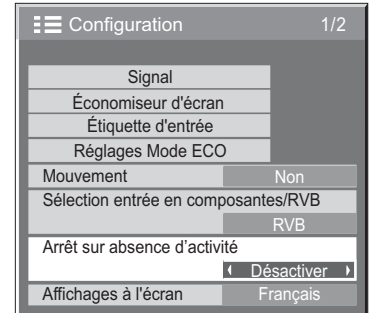 Configuration 1/2
Signal
Économiseur d'écran
Étiquette d'entrée
Réglages Mode ECO
Mouvement Non
Sélection entrée en composantes/RVB
RVB
Arrêt sur absence d'activité
Désactiver
Affichages à l'écran Français